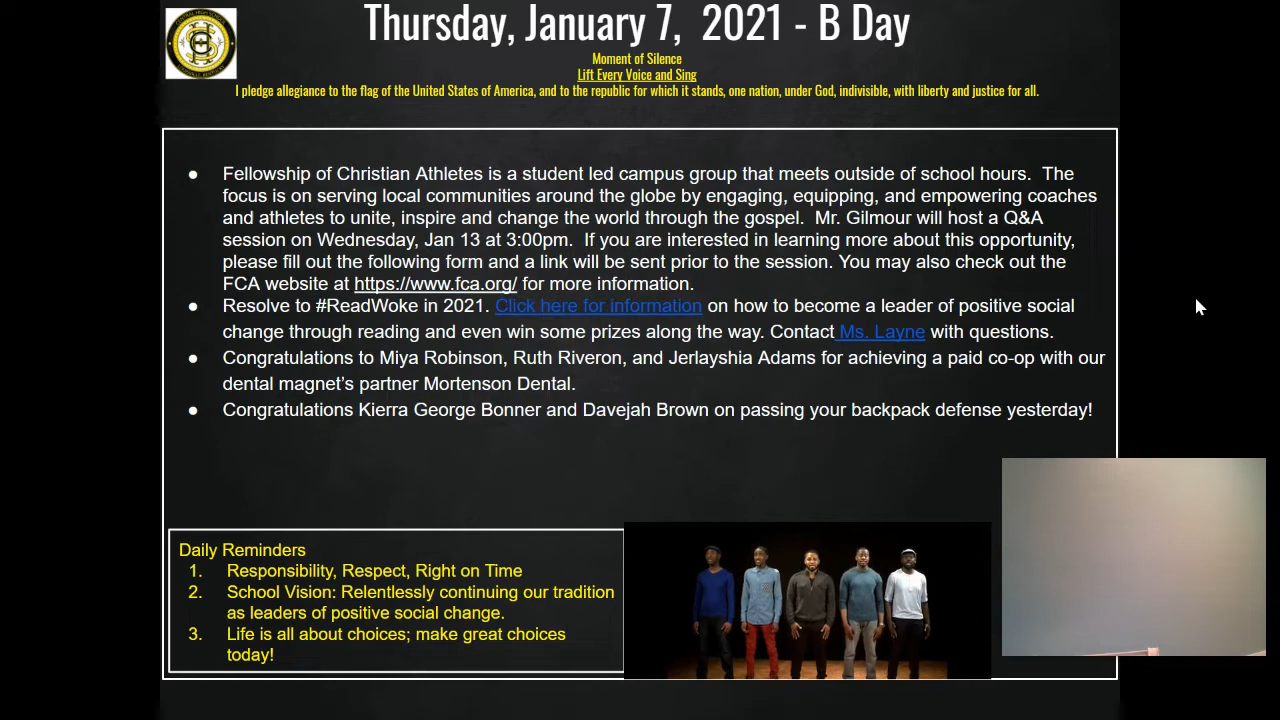 Thursday, January 7, 2021 - B Day
Moment of Silence
Lift Every Voice and Sing
I pledge allegiance to the flag of the United States of America, and to the republic for which it stands, one nation, under God, indivisible, with liberty and justice for all.
● Fellowship of Christian Athletes is a student led campus group that meets outside of school hours. The
focus is on serving local communities around the globe by engaging, equipping, and empowering coaches
and athletes to unite, inspire and change the world through the gospel. Mr. Gilmour will host a Q&A
session on Wednesday, Jan 13 at 3:00pm. If you are interested in learning more about this opportunity,
please fill out the following form and a link will be sent prior to the session. You may also check out the
FCA website at https://www.fca.org/ for more information.
● Resolve to #ReadWoke in 2021. Click here for information on how to become a leader of positive social
change through reading and even win some prizes along the way. Contact Ms. Layne with questions.
● Congratulations to Miya Robinson, Ruth Riveron, and Jerlayshia Adams for achieving a paid co-op with our
dental magnet's partner Mortenson Dental.
● Congratulations Kierra George Bonner and Davejah Brown on passing your backpack defense yesterday!
Daily Reminders
1. Responsibility, Respect, Right on Time
2. School Vision: Relentlessly continuing our tradition
as leaders of positive social change.
3. Life is all about choices; make great choices
today!